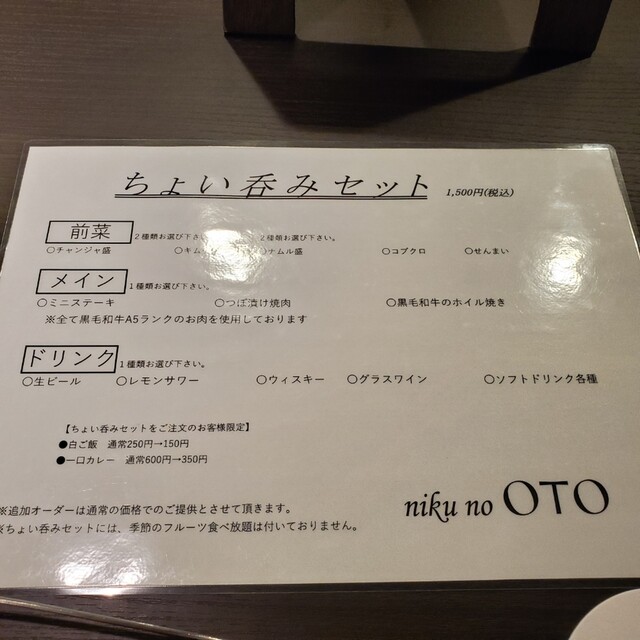 ちょい呑みセット 1,500円(税込)
前菜 2種類お選び下さい。 2種類お選び下さい。
○チャンジャ盛 ○キム ナムル盛 ○コブクロ ○せんまい
メイン 1種類お選び下さい。
○ミニステーキ ○つぼ漬け焼肉 ○黒毛和牛のホイル焼き
※全て黒毛和牛A5ランクのお肉を使用しております
ドリンク 1種類お選び下さい。
○生ビール ○レモンサワー ○ウィスキー ○グラスワイン ○ソフトドリンク各種
【ちょい呑みセットをご注文のお客様限定】
●白ご飯 通常250円→150円
●一口カレー 通常600円→350円
※追加オーダーは通常の価格でのご提供とさせて頂きます。
※ちょい呑みセットには、季節のフルーツ食べ放題は付いておりません。
niku no OTO